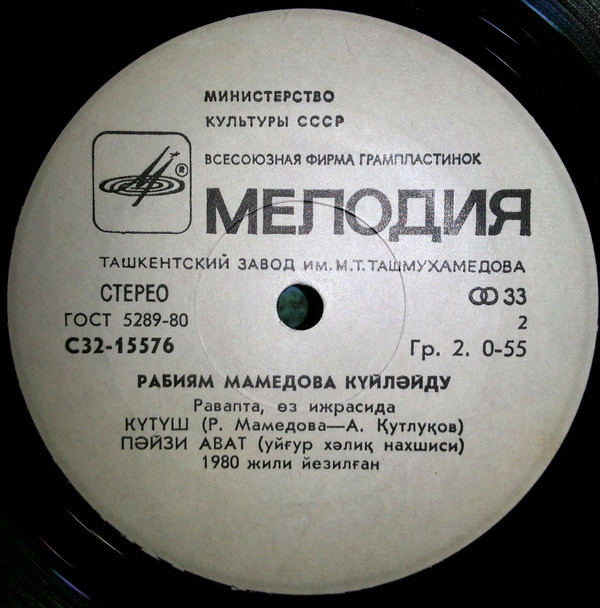 МИНИСТЕРСТВО
КУЛЬТУРЫ СССР
ВСЕСОЮЗНАЯ ФИРМА ГРАМПЛАСТИНОК
®
МЕЛОДИЯ
ТАШКЕНТСКИЙ ЗАВОД ИМ. М.Т. ТАШМУХАМЕДОВА
СТЕРЕО 33
ГОСТ 5289-80 2
С32-15576 Гр. 2. 0-55
РАБИЯМ МАМЕДОВА КҮЙЛӘЙДУ
Равапта, өз ижрасида
КҮТҮШ (Р. Мамедова—А. Қутлуқов)
ПӘЙЗИ АВАТ (уйғур хәлиқ нахшиси)
1980 жили йезилған